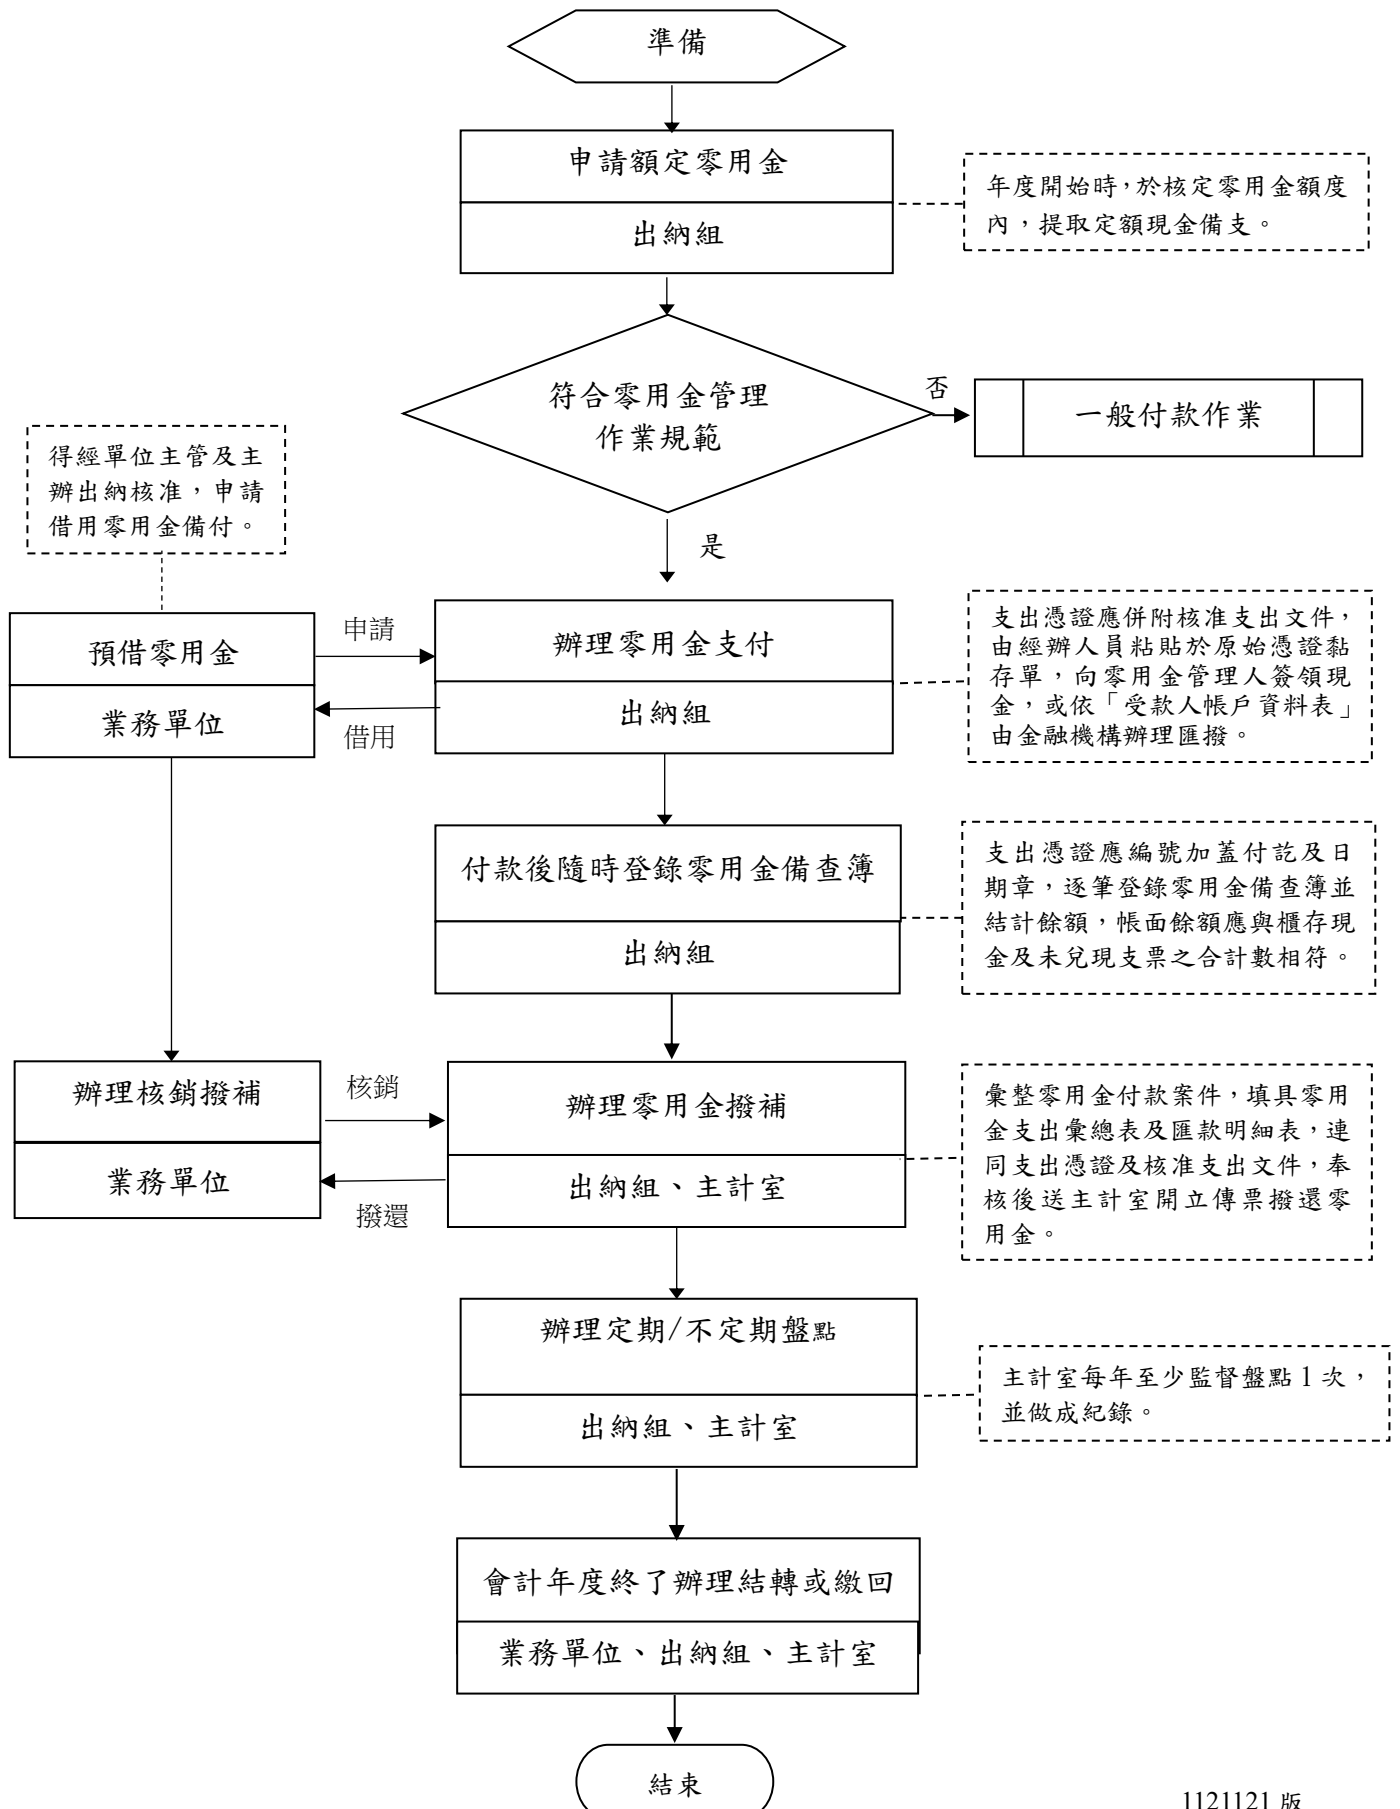 準備
申請額定零用金
出納組
年度開始時,於核定零用金額度
內,提取定額現金備支。
符合零用金管理
作業規範
否
一般付款作業
得經單位主管及主
辦出納核准,申請
借用零用金備付。
是
預借零用金
業務單位
申請
借用
辦理零用金支付
出納組
支出憑證應併附核准支出文件,
由經辦人員粘貼於原始憑證黏
存單,向零用金管理人簽領現
金,或依「受款人帳戶資料表」
由金融機構辦理匯撥。
付款後隨時登錄零用金備查簿
出納組
支出憑證應編號加蓋付訖及日
期章,逐筆登錄零用金備查簿並
結計餘額,帳面餘額應與櫃存現
金及未兌現支票之合計數相符。
辦理核銷撥補
業務單位
核銷
撥還
辦理零用金撥補
出納組、主計室
彙整零用金付款案件,填具零用
金支出彙總表及匯款明細表,連
同支出憑證及核准支出文件,奉
核後送主計室開立傳票撥還零
用金。
辦理定期/不定期盤點
出納組、主計室
主計室每年至少監督盤點1次,
並做成紀錄。
會計年度終了辦理結轉或繳回
業務單位、出納組、主計室
結束
1121121版